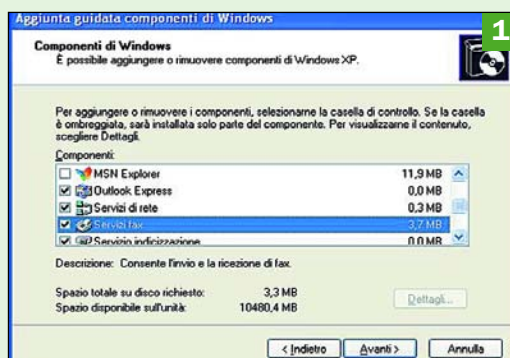 Aggiunta guidata componenti di Windows
1
Componenti di Windows
È possibile aggiungere o rimuovere componenti di Windows XP.
Per aggiungere o rimuovere i componenti, selezionarne la casella di controllo. Se la casella
è ombreggiata, sarà installata solo parte del componente. Per visualizzarne il contenuto,
scegliere Dettagli.
Componenti:
MSN Explorer 11,9 MB
Outlook Express 0,0 MB
Servizi di rete 0,3 MB
Servizi fax 3,7 MB
Servizio indicizzazione 0,0 MB
Descrizione: Consente l'invio e la ricezione di fax.
Spazio totale su disco richiesto: 3,3 MB
Spazio disponibile sull'unità: 10480,4 MB
Dettagli...
< Indietro Avanti > Annulla